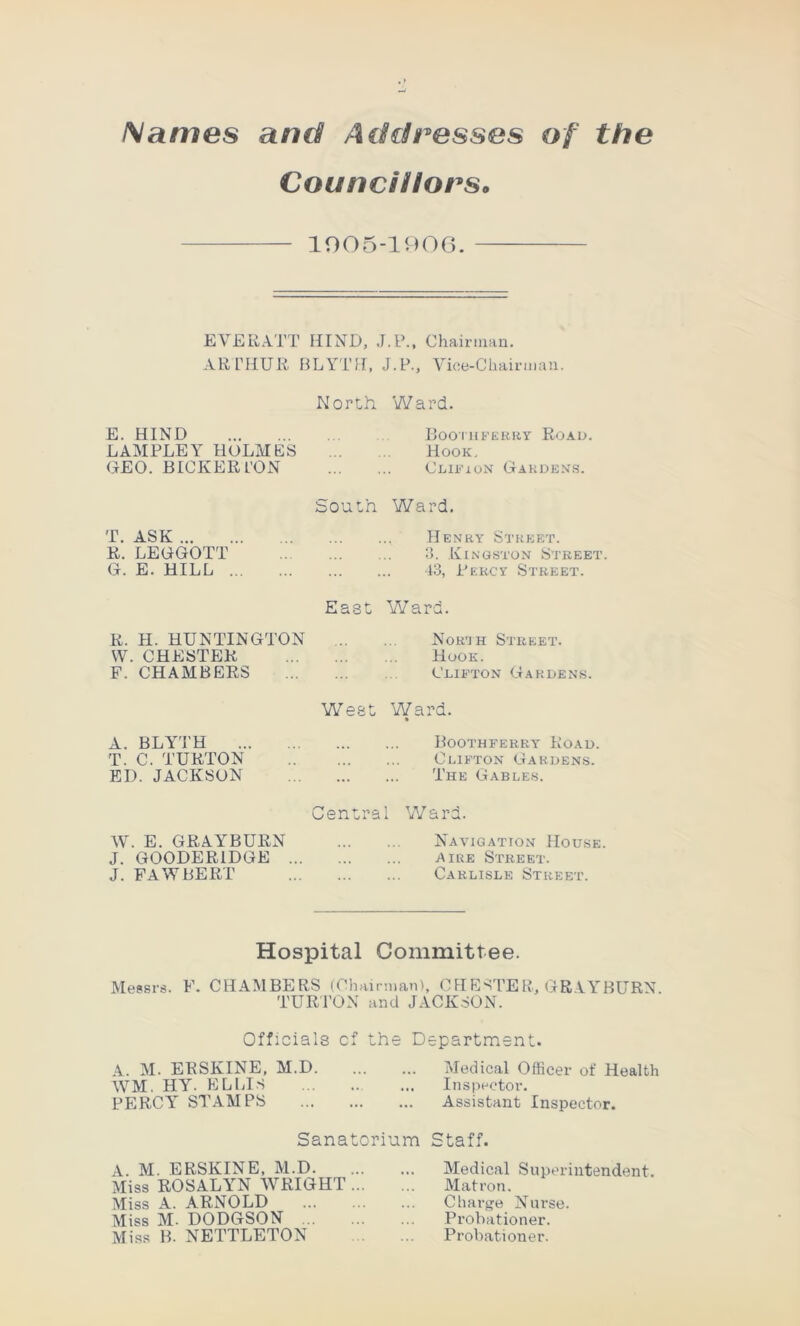 2
Names and Addresses of the
Councillors.
1905-1906.
EVERATT HIND, J.P., Chairman.
ARTHUR BLYTH, J.P., Vice-Chairman.
North Ward.
E. HIND ... ... ... ... BOOTHFERRY ROAD.
LAMPLEY HOLMES ... ... HOOK.
GEO. BICKERTON ... ... CLIFTON GARDENS.
South Ward.
T. ASK ... ... ... ... ... HENRY STREET.
R. LEGGOTT ... ... ... 3. KINGSTON STREET.
G. E. HILL ... ... ... ... 43, PERCY STREET.
East Ward.
R. H. HUNTINGTON ... ... NORTH STREET.
W. CHESTER ... ... ... HOOK.
F. CHAMBERS ... ... ... CLIFTON GARDENS.
West Ward.
A. BLYTH ... ... ... ... BOOTHFERRY ROAD.
T. C. TURTON ... ... ... CLIFTON GARDENS.
ED. JACKSON ... ... ... THE GABLES.
Central Ward.
W. E. GRAYBURN ... ... NAVIGATION HOUSE.
J. GOODERIDGE ... ... ... AIRE STREET.
J. FAWBERT ... ... ... CARLISLE STREET.
Hospital Committee.
Messrs. F. CHAMBERS (Chairman), CHESTER, GRAYBURN.
TURTON and JACKSON.
Officials of the Department.
A. M. ERSKINE, M.D. ... ... Medical Officer of Health
WM. HY. ELLIS ... ... ... Inspector.
PERCY STAMPS ... ... ... Assistant Inspector.
Sanatorium Staff.
A. M. ERSKINE, M.D. ... ... Medical Superintendent.
Miss ROSALYN WRIGHT ... ... Matron.
Miss A. ARNOLD ... ... ... Charge Nurse.
Miss M. DODGSON ... ... ... Probationer.
Miss B. NETTLETON ... ... Probationer.